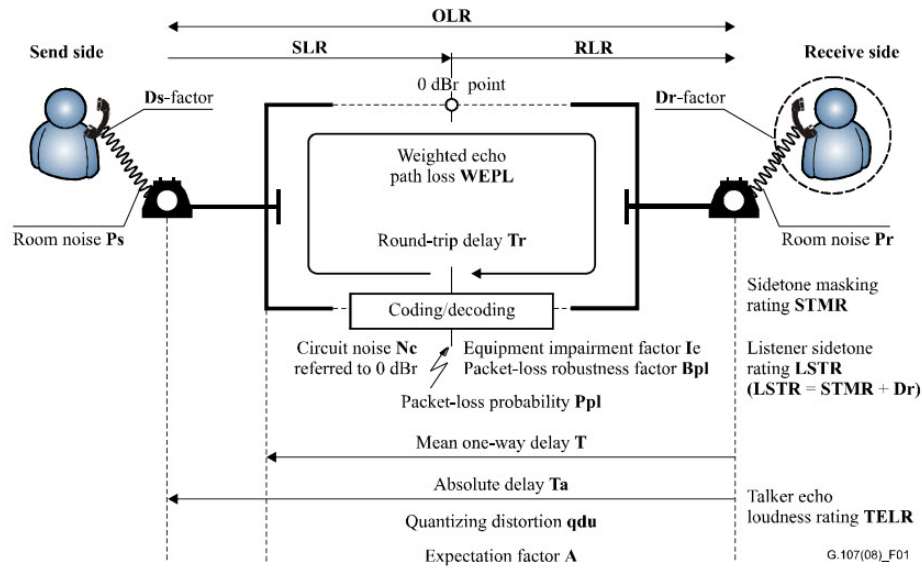 OLR
Send side
SLR
RLR
Receive side
0 dBr point
Ds-factor
Dr-factor
Weighted echo
path loss WEPL
Room noise Ps
Round-trip delay Tr
Room noise Pr
Coding/decoding
Sidetone masking
rating STMR
Circuit noise Nc
referred to 0 dBr
Equipment impairment factor Ie
Packet-loss robustness factor Bpl
Listener sidetone
rating LSTR
(LSTR = STMR + Dr)
Packet-loss probability Ppl
Mean one-way delay T
Absolute delay Ta
Talker echo
loudness rating TELR
Quantizing distortion qdu
Expectation factor A
G.107(08)_F01